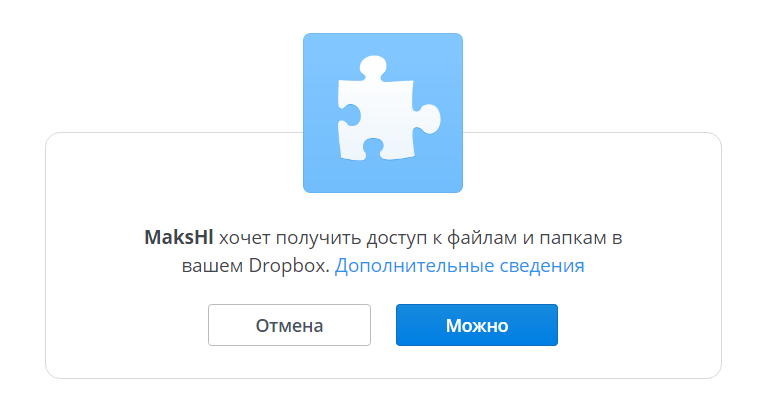 MaksHl хочет получить доступ к файлам и папкам в
вашем Dropbox. Дополнительные сведения
Отмена
Можно